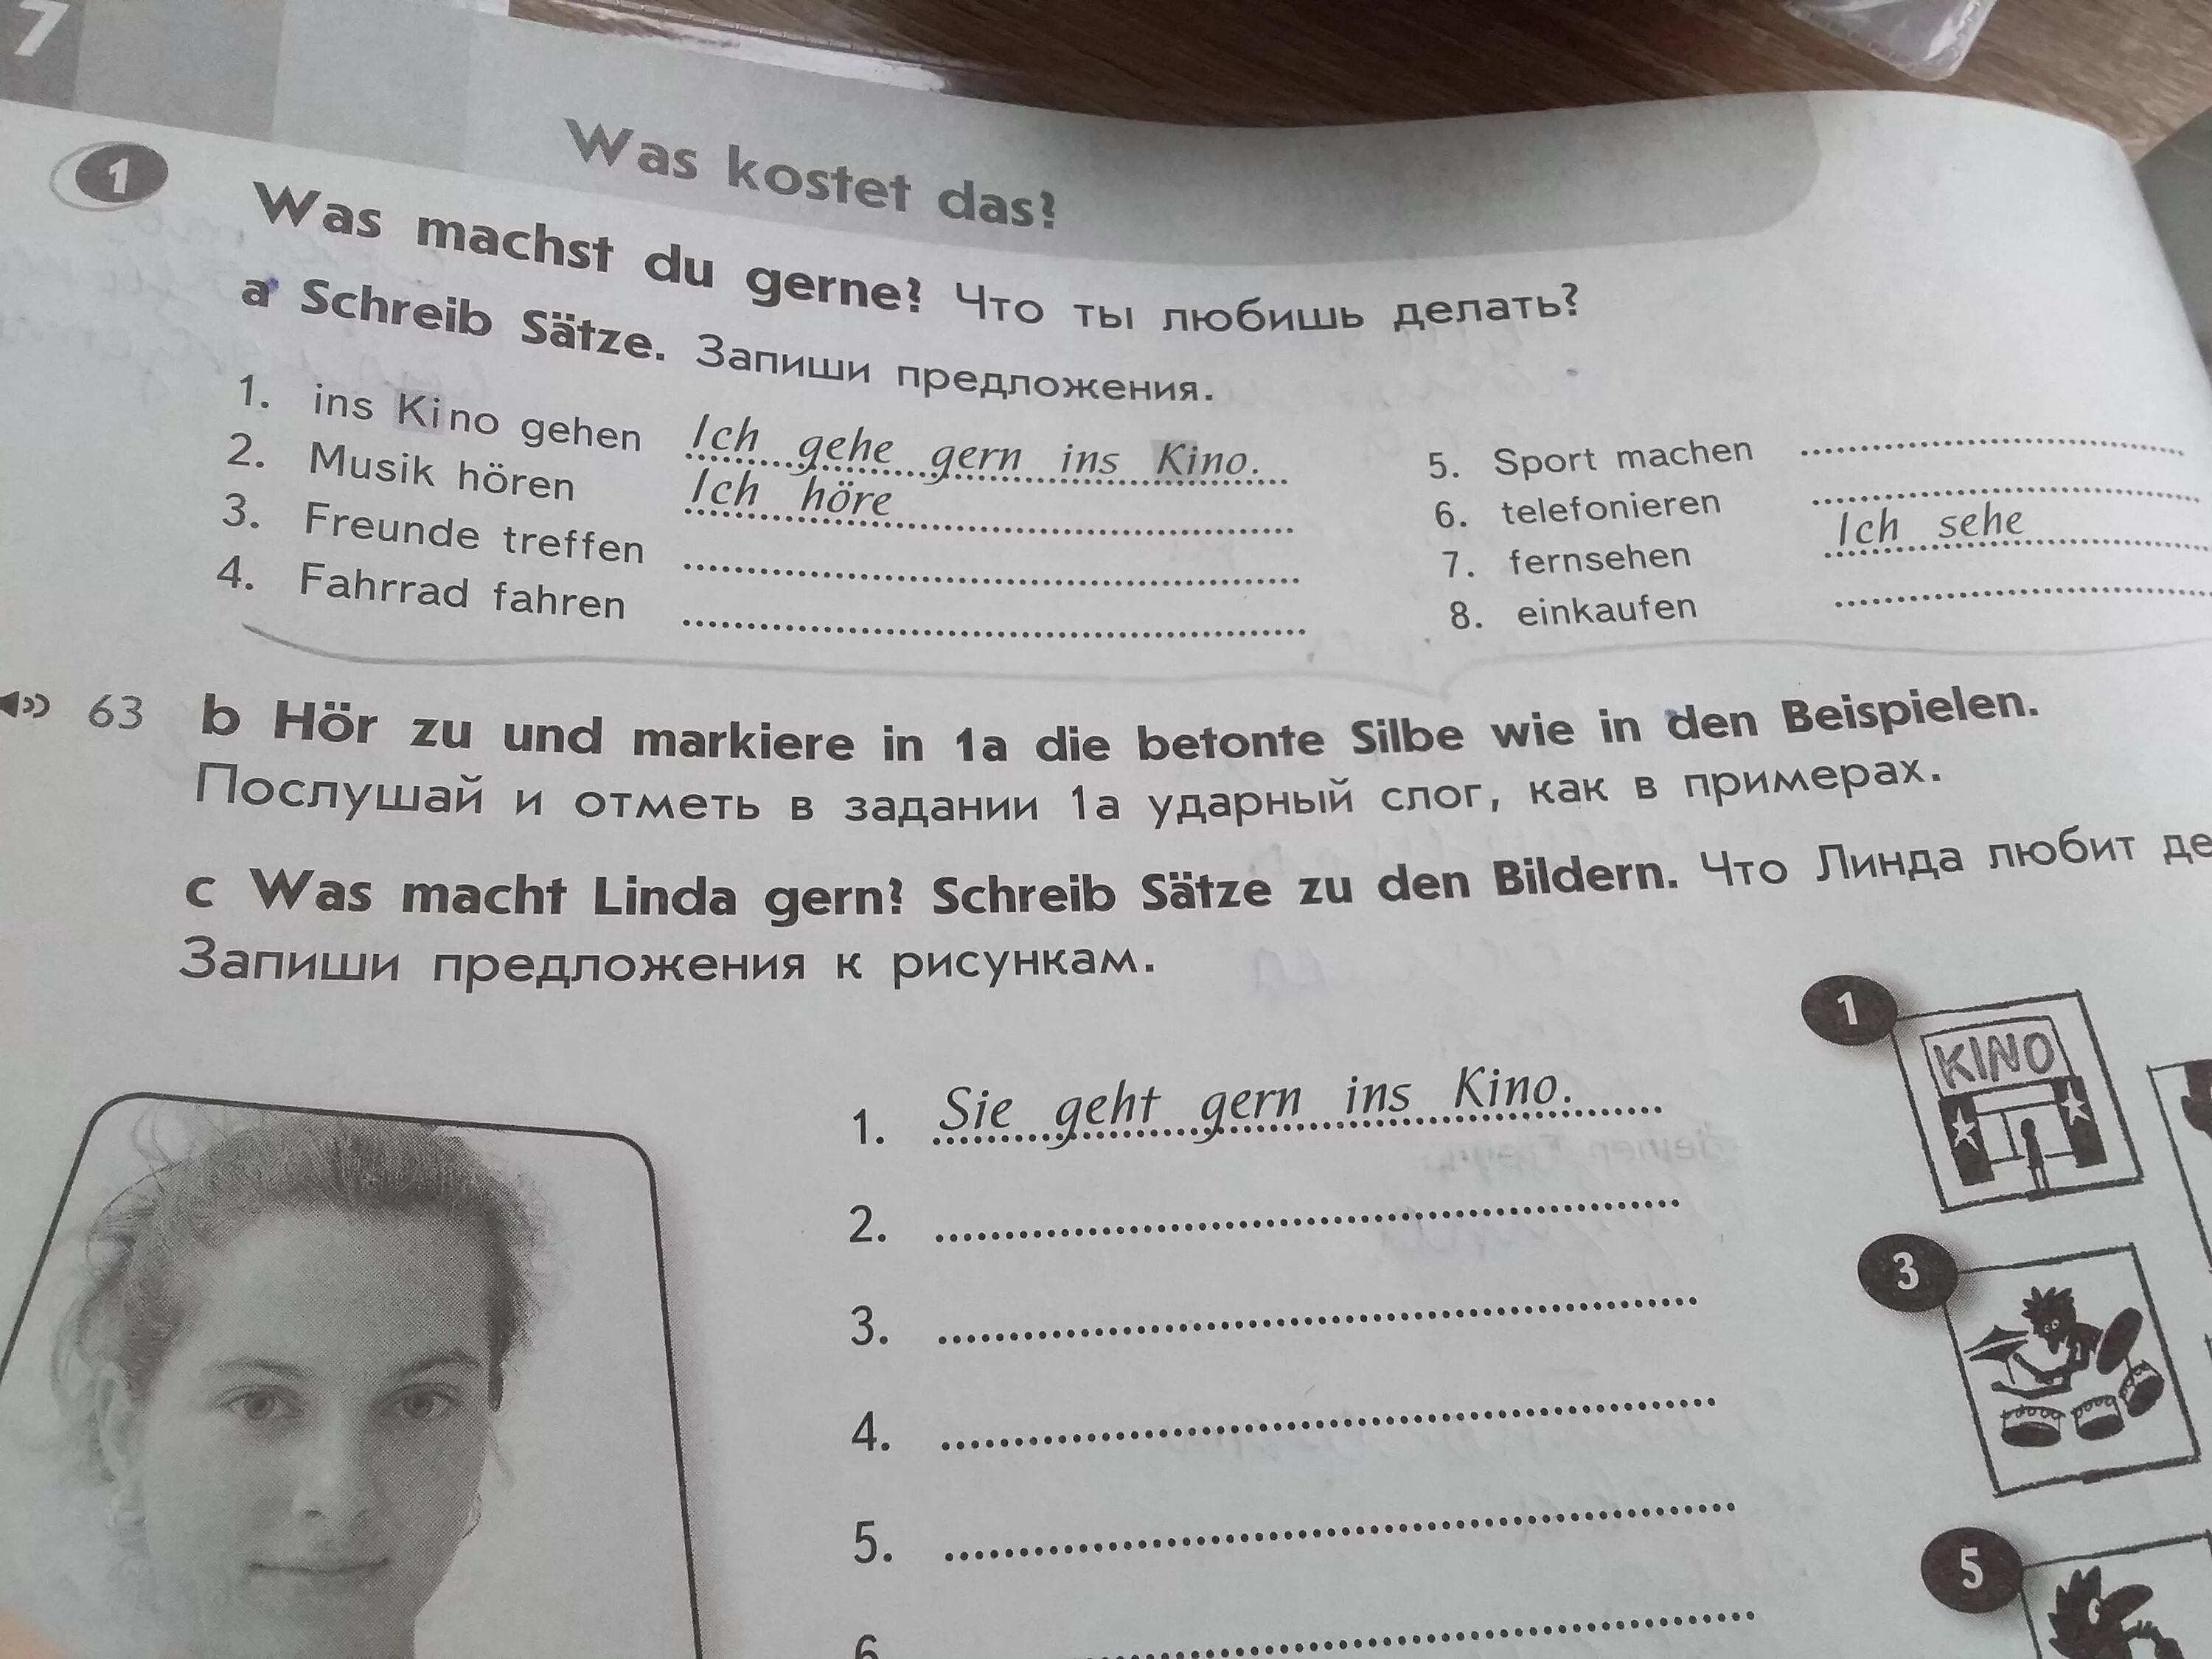 7
Was kostet das?
1 Was machst du gerne? Что ты любишь делать?
a Schreib Sätze. Запиши предложения.
1. ins Kino gehen Ich gehe gern ins Kino.
2. Musik hören Ich höre
3. Freunde treffen
4. Fahrrad fahren
5. Sport machen
6. telefonieren
7. fernsehen Ich sehe
8. einkaufen
63 b Hör zu und markiere in 1a die betonte Silbe wie in den Beispielen.
Послушай и отметь в задании 1а ударный слог, как в примерах.
c Was macht Linda gern? Schreib Sätze zu den Bildern. Что Линда любит де
Запиши предложения к рисункам.
1. Sie geht gern ins Kino.
2.
3.
4.
5.
6
1
KINO
3
5